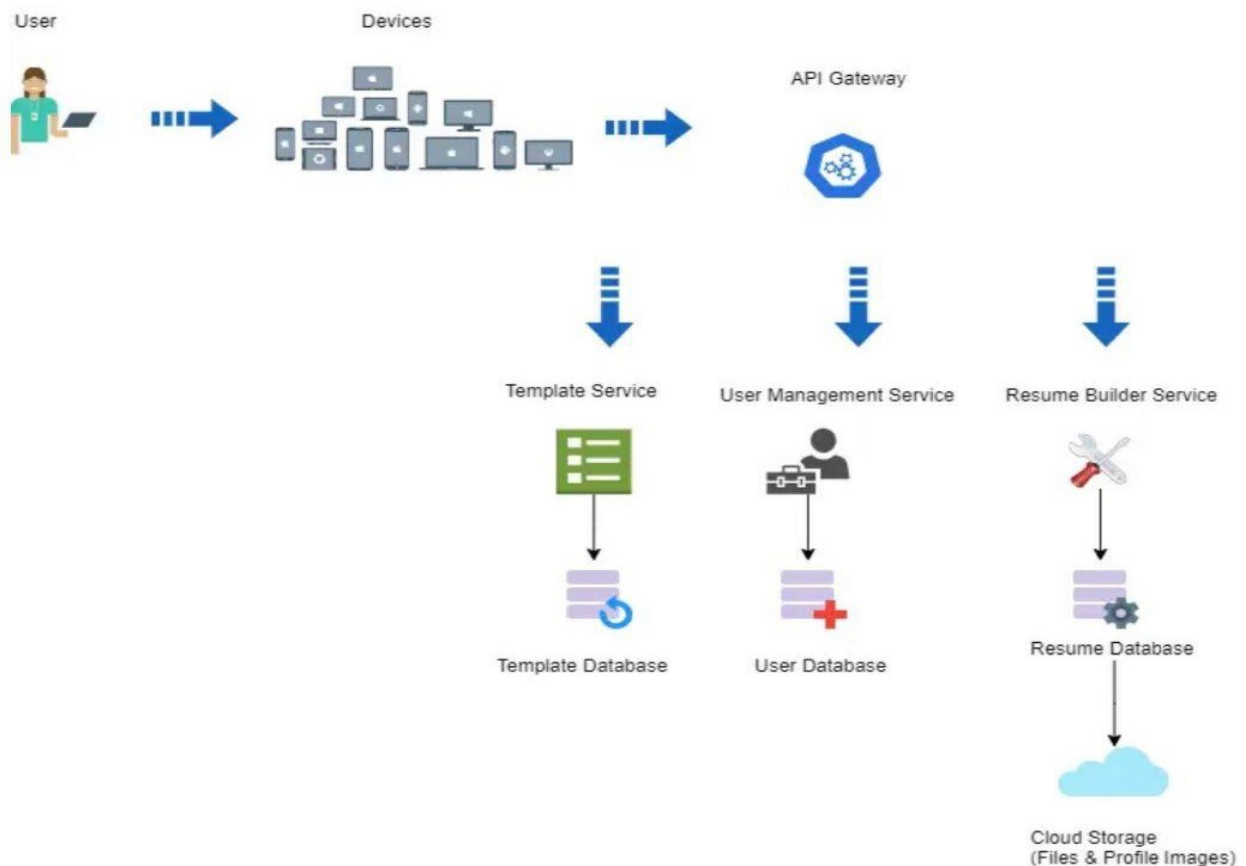 User
Devices
API Gateway
Template Service
User Management Service
Resume Builder Service
Template Database
User Database
Resume Database
Cloud Storage
(Files & Profile Images)